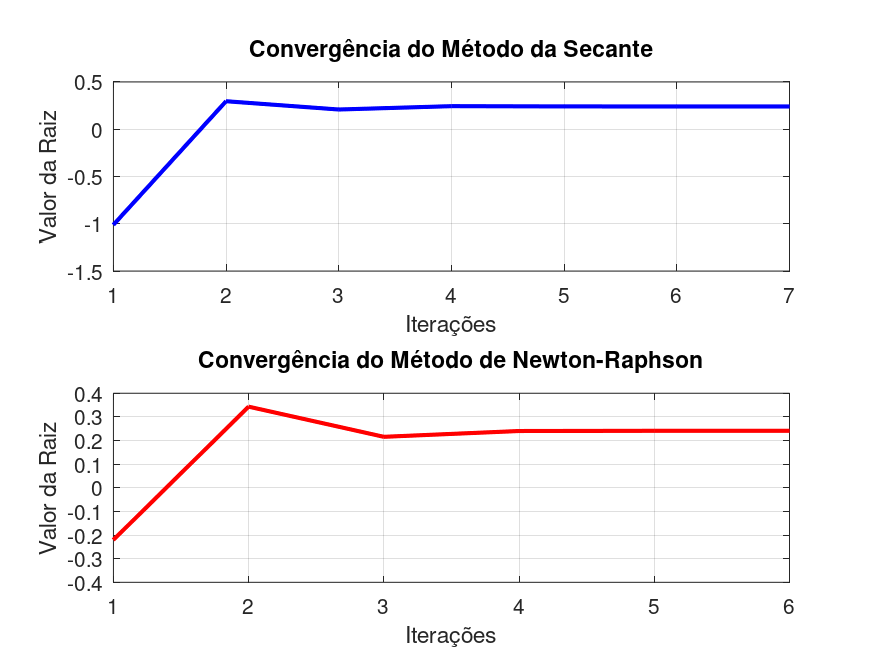 Convergência do Método da Secante
0.5
0
-0.5
-1
-1.5
Valor da Raiz
1 2 3 4 5 6 7
Iterações
Convergência do Método de Newton-Raphson
0.4
0.3
0.2
0.1
0
-0.1
-0.2
-0.3
-0.4
Valor da Raiz
1 2 3 4 5 6
Iterações